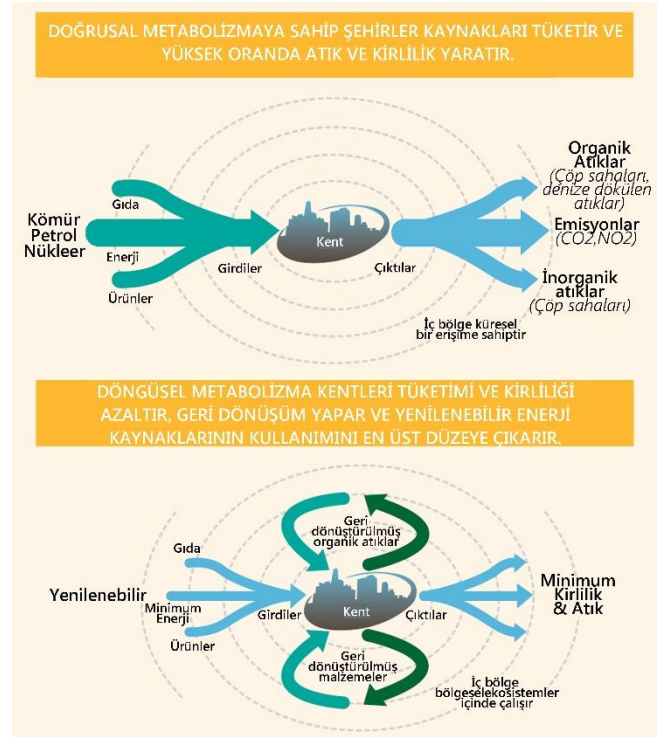 DOĞRUSAL METABOLİZMAYA SAHİP ŞEHİRLER KAYNAKLARI TÜKETİR VE
YÜKSEK ORANDA ATIK VE KİRLİLİK YARATIR.
Gıda
Kömür
Petrol
Nükleer
Enerji
Ürünler
Girdiler
Kent
Çıktılar
Organik
Atıklar
(Çöp sahaları,
denize dökülen
atıklar)
Emisyonlar
(CO2,NO2)
İnorganik
atıklar
(Çöp sahaları)
İç bölge küresel
bir erişime sahiptir
DÖNGÜSEL METABOLİZMA KENTLERİ TÜKETİMİ VE KİRLİLİĞİ
AZALTIR, GERİ DÖNÜŞÜM YAPAR VE YENİLENEBİLİR ENERJİ
KAYNAKLARININ KULLANIMINI EN ÜST DÜZEYE ÇIKARIR.
Geri
dönüştürülmüş
organik atıklar
Gıda
Yenilenebilir
Minimum
Enerji
Ürünler
Girdiler
Kent
Çıktılar
Minimum
Kirlilik
& Atık
Geri
dönüştürülmüş
malzemeler
İç bölge
bölgeselekosistemler
içinde çalışır